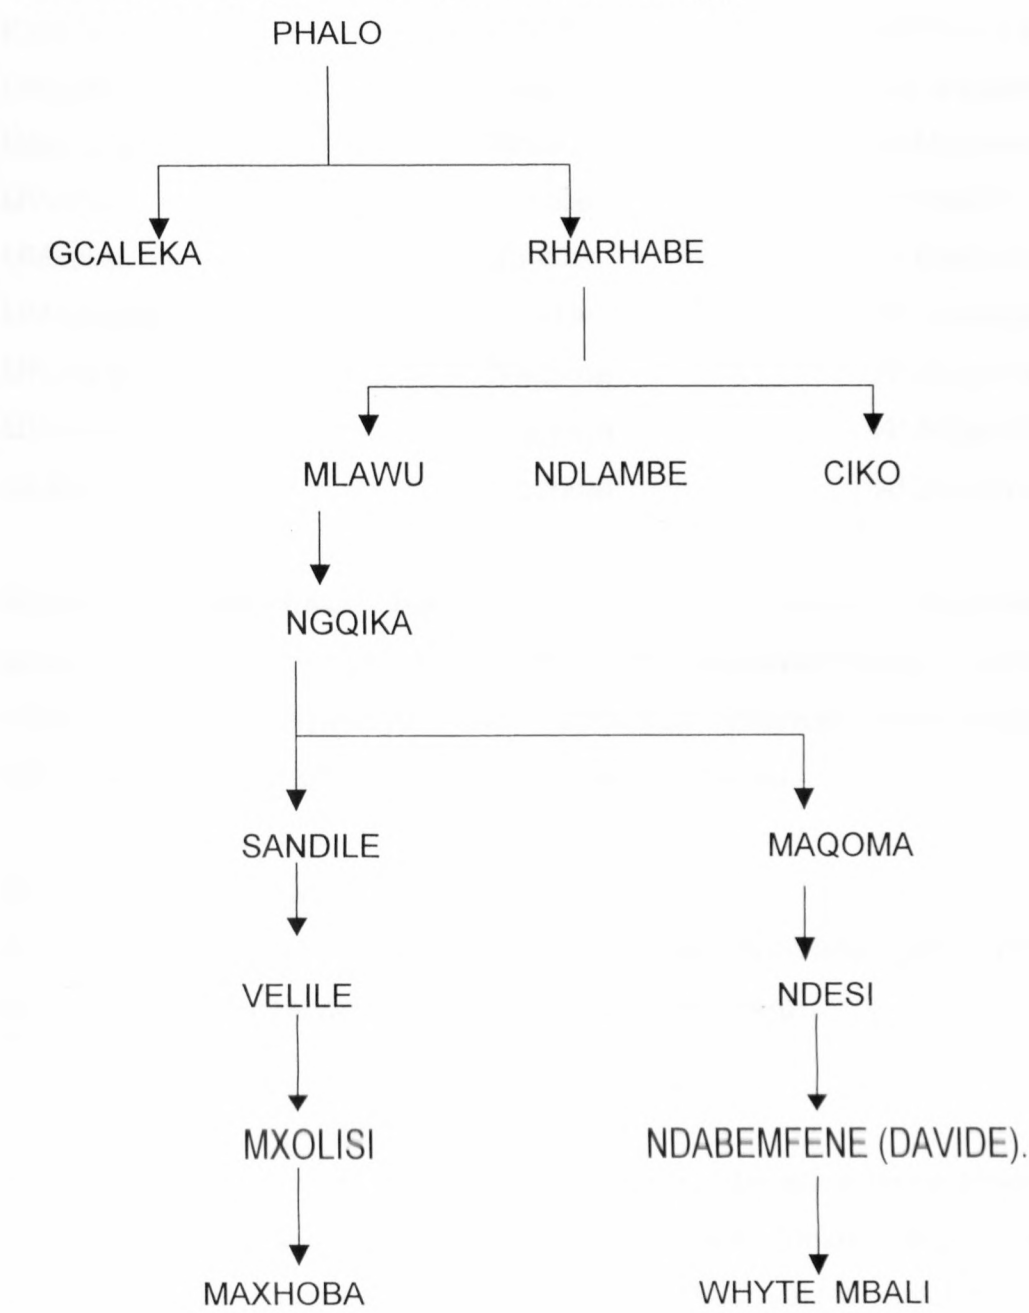 PHALO
GCALEKA RHARHABE
MLAWU NDLAMBE CIKO
NGQIKA
SANDILE MAQOMA
VELILE NDESI
MXOLISI NDABEMFENE (DAVIDE).
MAXHOBA WHYTE MBALI